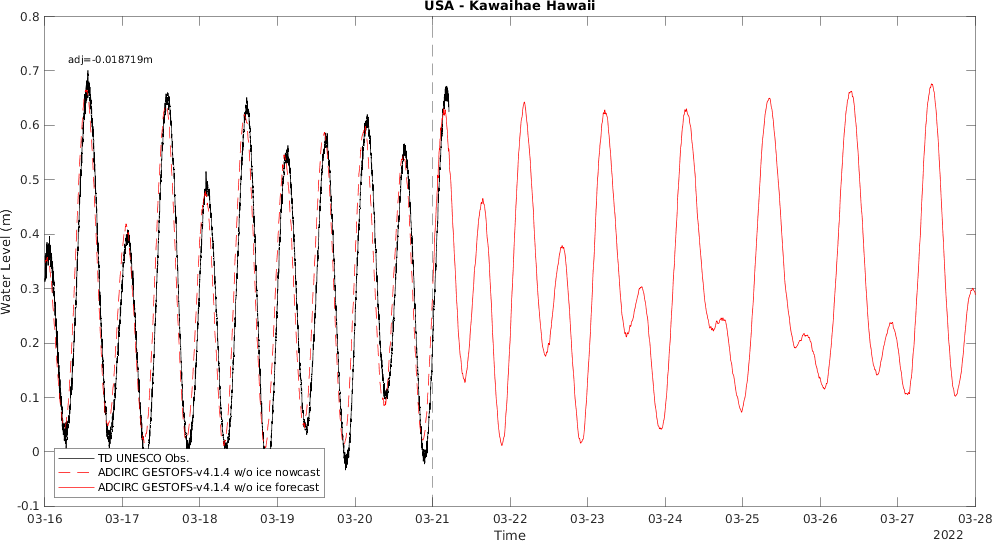 USA - Kawaihae Hawaii
0.8
adj=-0.018719m
0.7
0.6
0.5
0.4
0.3
0.2
0.1
0
-0.1
Water Level (m)
TD UNESCO Obs.
ADCIRC GESTOFS-v4.1.4 w/o ice nowcast
ADCIRC GESTOFS-v4.1.4 w/o ice forecast
03-16 03-17 03-18 03-19 03-20 03-21 03-22 03-23 03-24 03-25 03-26 03-27 03-28
Time
2022